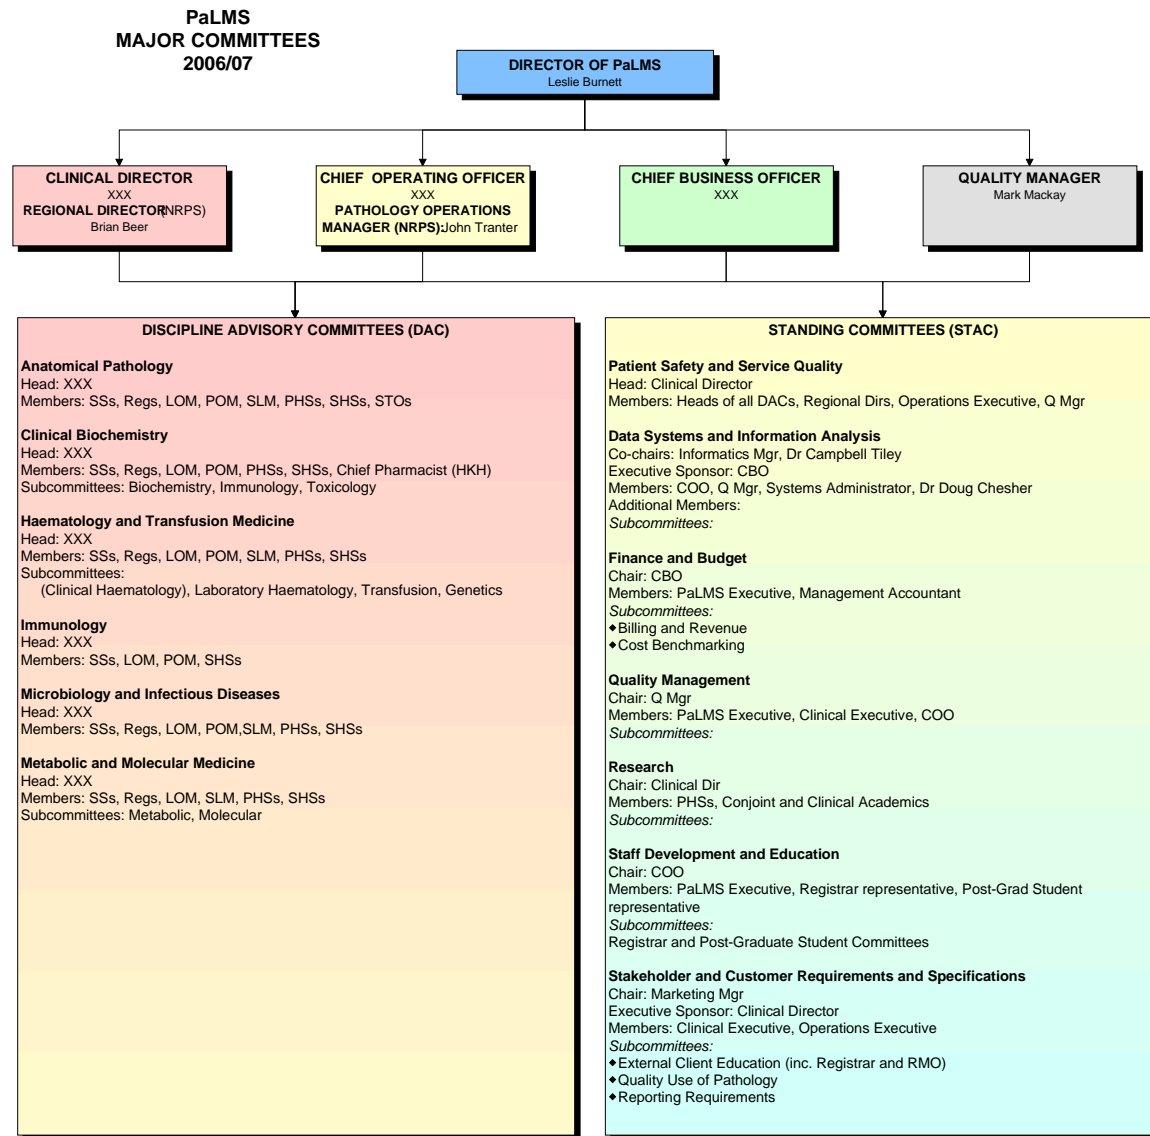 PaLMS
MAJOR COMMITTEES
2006/07
DIRECTOR OF PaLMS
Leslie Burnett
CLINICAL DIRECTOR
XXX
REGIONAL DIRECTOR(NRPS)
Brian Beer
CHIEF OPERATING OFFICER
XXX
PATHOLOGY OPERATIONS
MANAGER (NRPS):John Tranter
CHIEF BUSINESS OFFICER
XXX
QUALITY MANAGER
Mark Mackay
DISCIPLINE ADVISORY COMMITTEES (DAC)
Anatomical Pathology
Head: XXX
Members: SSs, Regs, LOM, POM, SLM, PHSs, SHSs, STOs
Clinical Biochemistry
Head: XXX
Members: SSs, Regs, LOM, POM, PHSs, SHSs, Chief Pharmacist (HKH)
Subcommittees: Biochemistry, Immunology, Toxicology
Haematology and Transfusion Medicine
Head: XXX
Members: SSs, Regs, LOM, POM, SLM, PHSs, SHSs
Subcommittees:
(Clinical Haematology), Laboratory Haematology, Transfusion, Genetics
Immunology
Head: XXX
Members: SSs, LOM, POM, SHSs
Microbiology and Infectious Diseases
Head: XXX
Members: SSs, Regs, LOM, POM,SLM, PHSs, SHSs
Metabolic and Molecular Medicine
Head: XXX
Members: SSs, Regs, LOM, SLM, PHSs, SHSs
Subcommittees: Metabolic, Molecular
STANDING COMMITTEES (STAC)
Patient Safety and Service Quality
Head: Clinical Director
Members: Heads of all DACs, Regional Dirs, Operations Executive, Q Mgr
Data Systems and Information Analysis
Co-chairs: Informatics Mgr, Dr Campbell Tiley
Executive Sponsor: CBO
Members: COO, Q Mgr, Systems Administrator, Dr Doug Chesher
Additional Members:
Subcommittees:
Finance and Budget
Chair: CBO
Members: PaLMS Executive, Management Accountant
Subcommittees:
◆Billing and Revenue
◆Cost Benchmarking
Quality Management
Chair: Q Mgr
Members: PaLMS Executive, Clinical Executive, COO
Subcommittees:
Research
Chair: Clinical Dir
Members: PHSs, Conjoint and Clinical Academics
Subcommittees:
Staff Development and Education
Chair: COO
Members: PaLMS Executive, Registrar representative, Post-Grad Student
representative
Subcommittees:
Registrar and Post-Graduate Student Committees
Stakeholder and Customer Requirements and Specifications
Chair: Marketing Mgr
Executive Sponsor: Clinical Director
Members: Clinical Executive, Operations Executive
Subcommittees:
◆External Client Education (inc. Registrar and RMO)
◆Quality Use of Pathology
◆Reporting Requirements